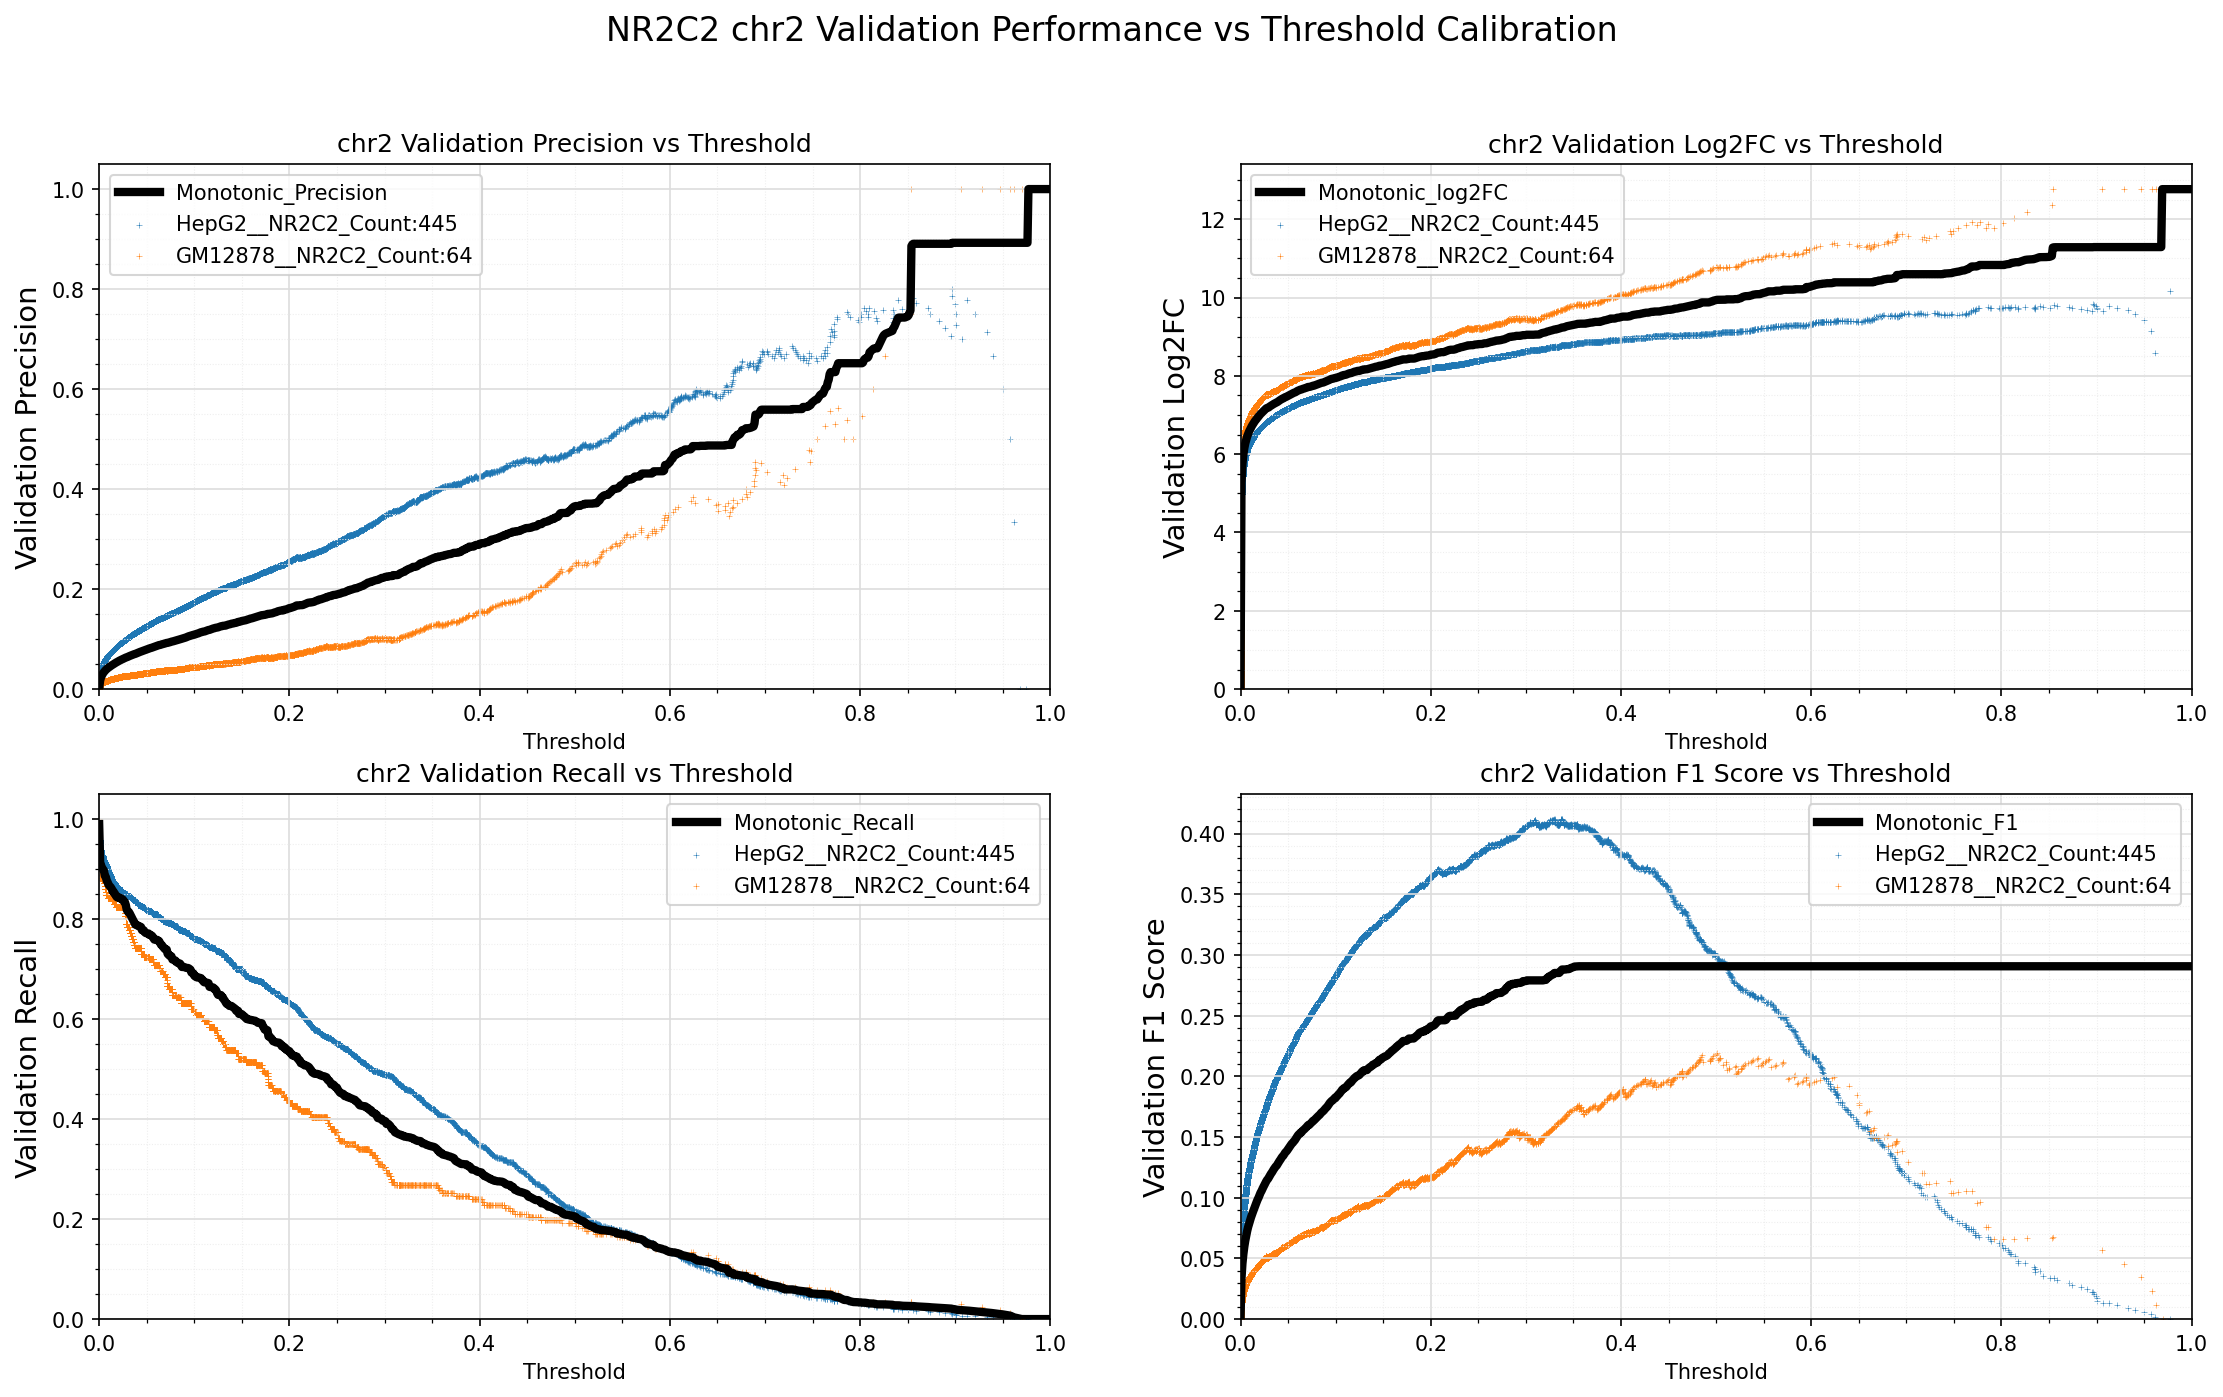 NR2C2 chr2 Validation Performance vs Threshold Calibration
chr2 Validation Precision vs Threshold
Validation Precision
1.0
0.8
0.6
0.4
0.2
0.0
Monotonic_Precision
HepG2__NR2C2_Count:445
GM12878__NR2C2_Count:64
0.0 0.2 0.4 0.6 0.8 1.0
Threshold
chr2 Validation Log2FC vs Threshold
Validation Log2FC
12
10
8
6
4
2
0
Monotonic_log2FC
HepG2__NR2C2_Count:445
GM12878__NR2C2_Count:64
0.0 0.2 0.4 0.6 0.8 1.0
Threshold
chr2 Validation Recall vs Threshold
Validation Recall
1.0
0.8
0.6
0.4
0.2
0.0
Monotonic_Recall
HepG2__NR2C2_Count:445
GM12878__NR2C2_Count:64
0.0 0.2 0.4 0.6 0.8 1.0
Threshold
chr2 Validation F1 Score vs Threshold
Validation F1 Score
0.40
0.35
0.30
0.25
0.20
0.15
0.10
0.05
0.00
Monotonic_F1
HepG2__NR2C2_Count:445
GM12878__NR2C2_Count:64
0.0 0.2 0.4 0.6 0.8 1.0
Threshold